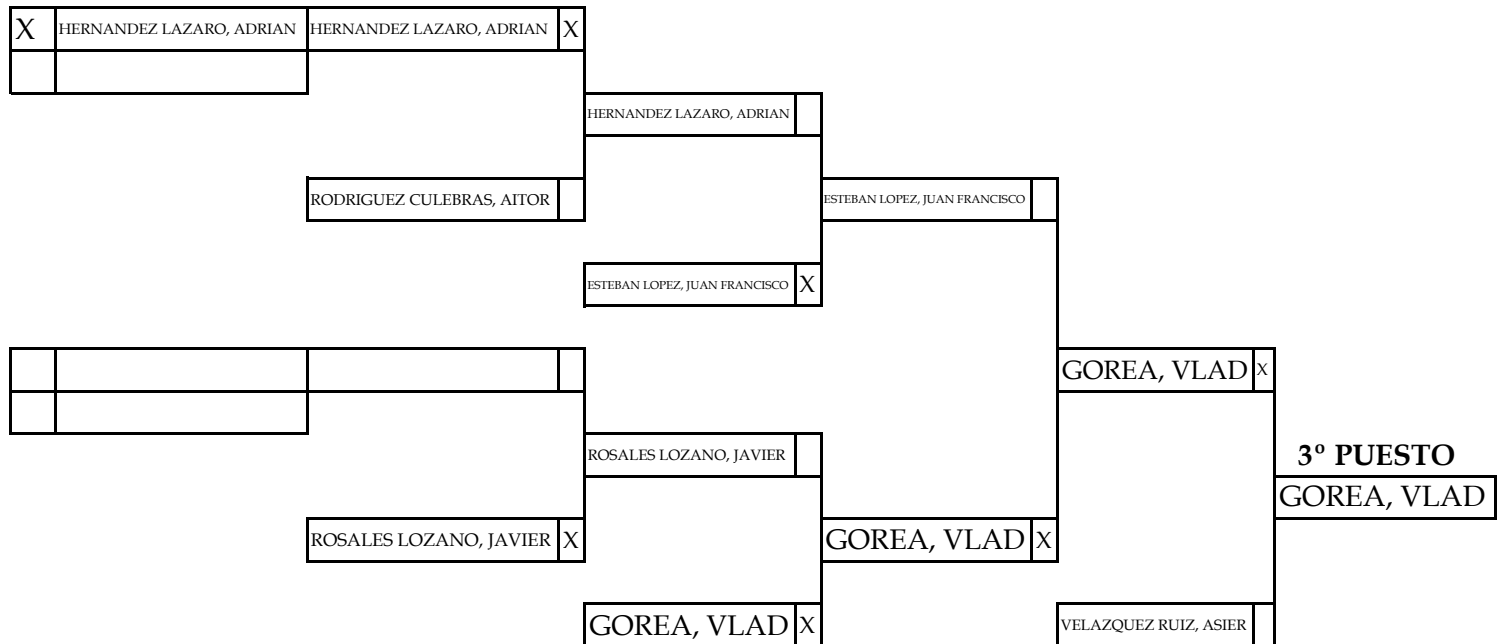 X HERNANDEZ LAZARO, ADRIAN HERNANDEZ LAZARO, ADRIAN X
HERNANDEZ LAZARO, ADRIAN
RODRIGUEZ CULEBRAS, AITOR ESTEBAN LOPEZ, JUAN FRANCISCO
ESTEBAN LOPEZ, JUAN FRANCISCO X
GOREA, VLAD X
ROSALES LOZANO, JAVIER 3º PUESTO
GOREA, VLAD
ROSALES LOZANO, JAVIER X GOREA, VLAD X
GOREA, VLAD X VELAZQUEZ RUIZ, ASIER